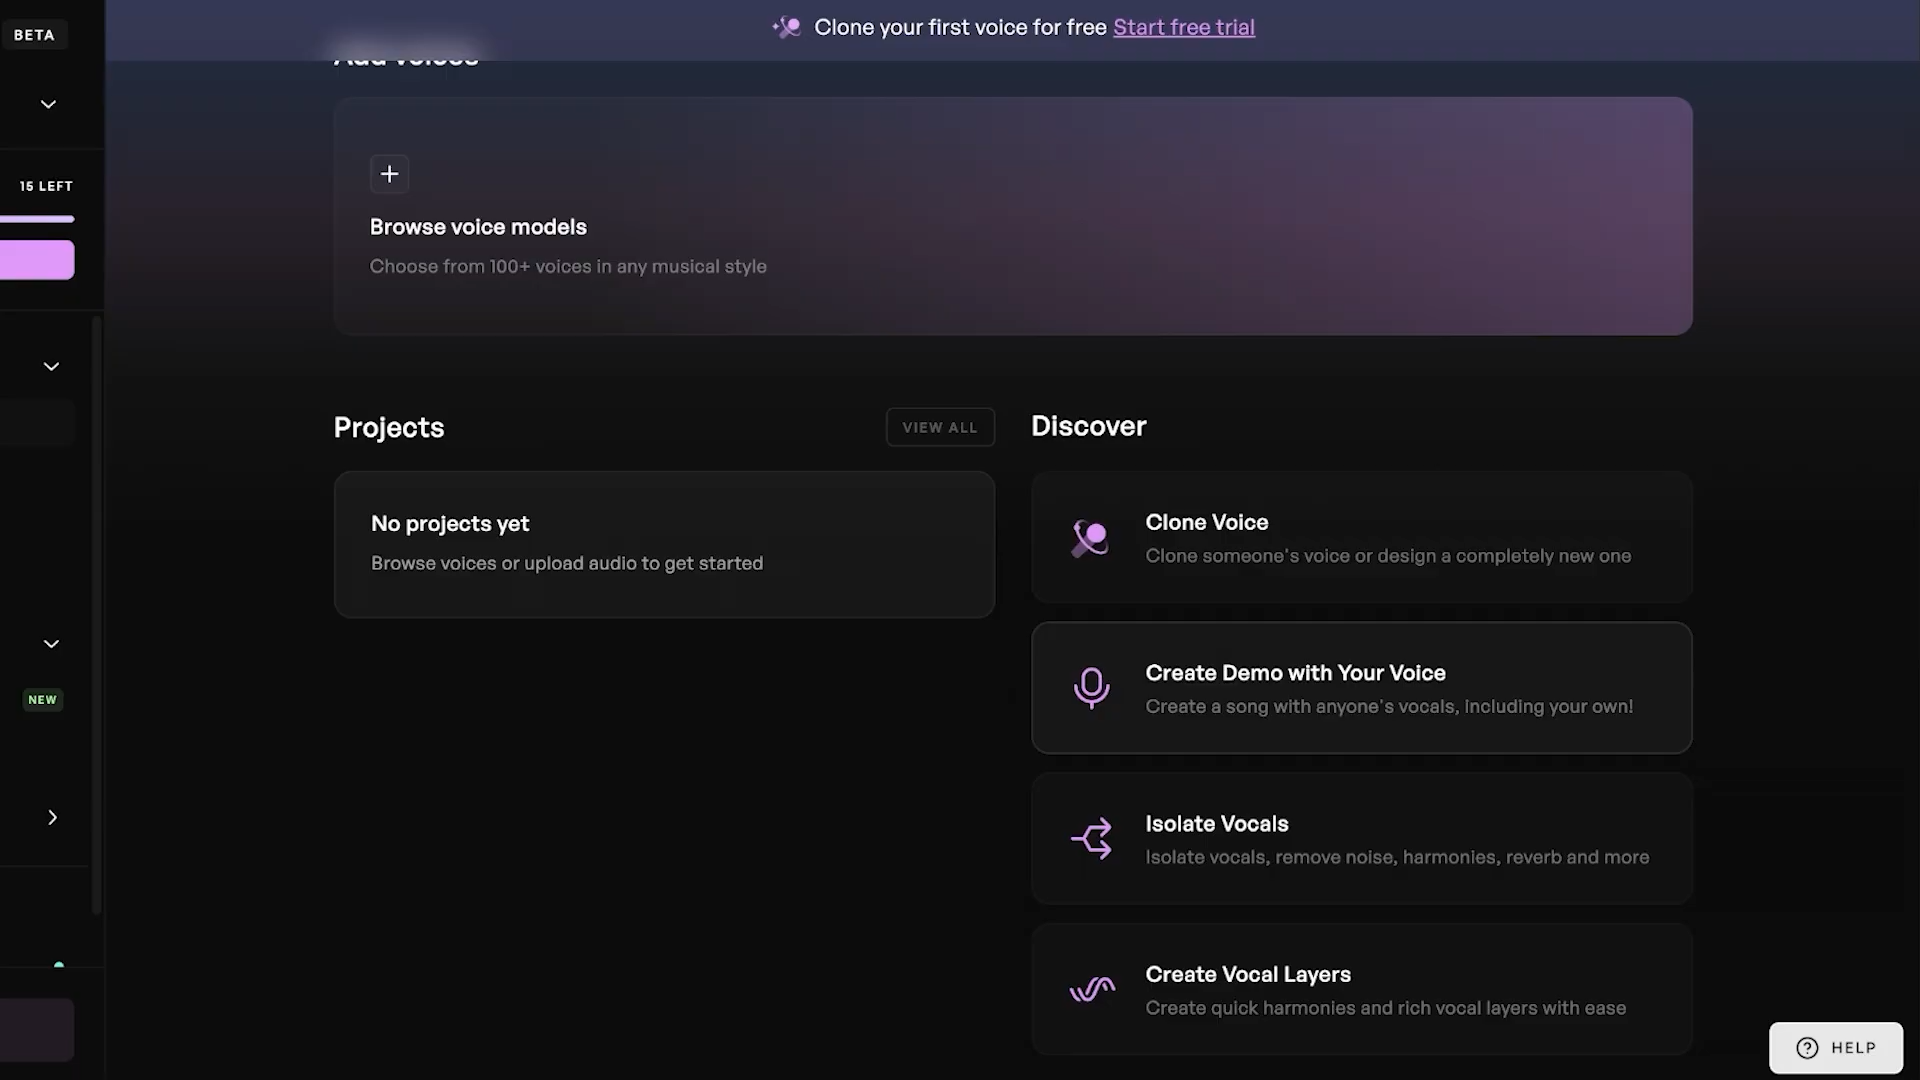 BETA
Clone your first voice for free Start free trial
Add voices
15 LEFT
Browse voice models
Choose from 100+ voices in any musical style
Projects
VIEW ALL
No projects yet
Browse voices or upload audio to get started
NEW
Discover
Clone Voice
Clone someone's voice or design a completely new one
Create Demo with Your Voice
Create a song with anyone's vocals, including your own!
Isolate Vocals
Isolate vocals, remove noise, harmonies, reverb and more
Create Vocal Layers
Create quick harmonies and rich vocal layers with ease
HELP